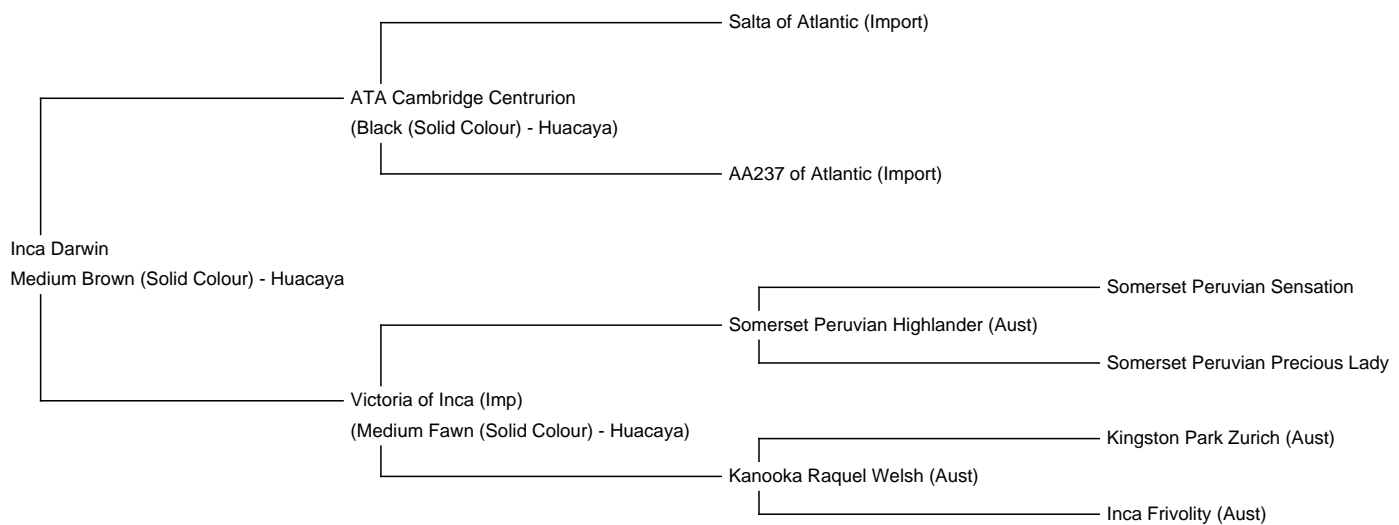 Salta of Atlantic (Import)
ATA Cambridge Centrurion
(Black (Solid Colour) - Huacaya)
AA237 of Atlantic (Import)
Inca Darwin
Medium Brown (Solid Colour) - Huacaya
Somerset Peruvian Sensation
Somerset Peruvian Highlander (Aust)
Somerset Peruvian Precious Lady
Victoria of Inca (Imp)
(Medium Fawn (Solid Colour) - Huacaya)
Kingston Park Zurich (Aust)
Kanooka Raquel Welsh (Aust)
Inca Frivolity (Aust)